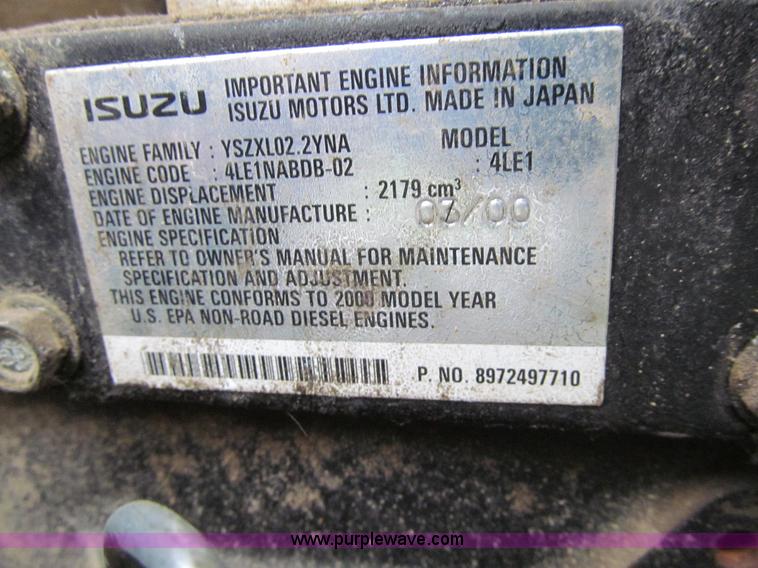 ISUZU IMPORTANT ENGINE INFORMATION
ISUZU MOTORS LTD. MADE IN JAPAN
ENGINE FAMILY : YSZXL02.2YNA MODEL
ENGINE CODE : 4LE1NABDB-02 : 4LE1
ENGINE DISPLACEMENT : 2179 cm³
DATE OF ENGINE MANUFACTURE : 03/00
ENGINE SPECIFICATION
REFER TO OWNER'S MANUAL FOR MAINTENANCE
SPECIFICATION AND ADJUSTMENT.
THIS ENGINE CONFORMS TO 2000 MODEL YEAR
U.S. EPA NON-ROAD DIESEL ENGINES.
P. NO. 8972497710
www.purplewave.com